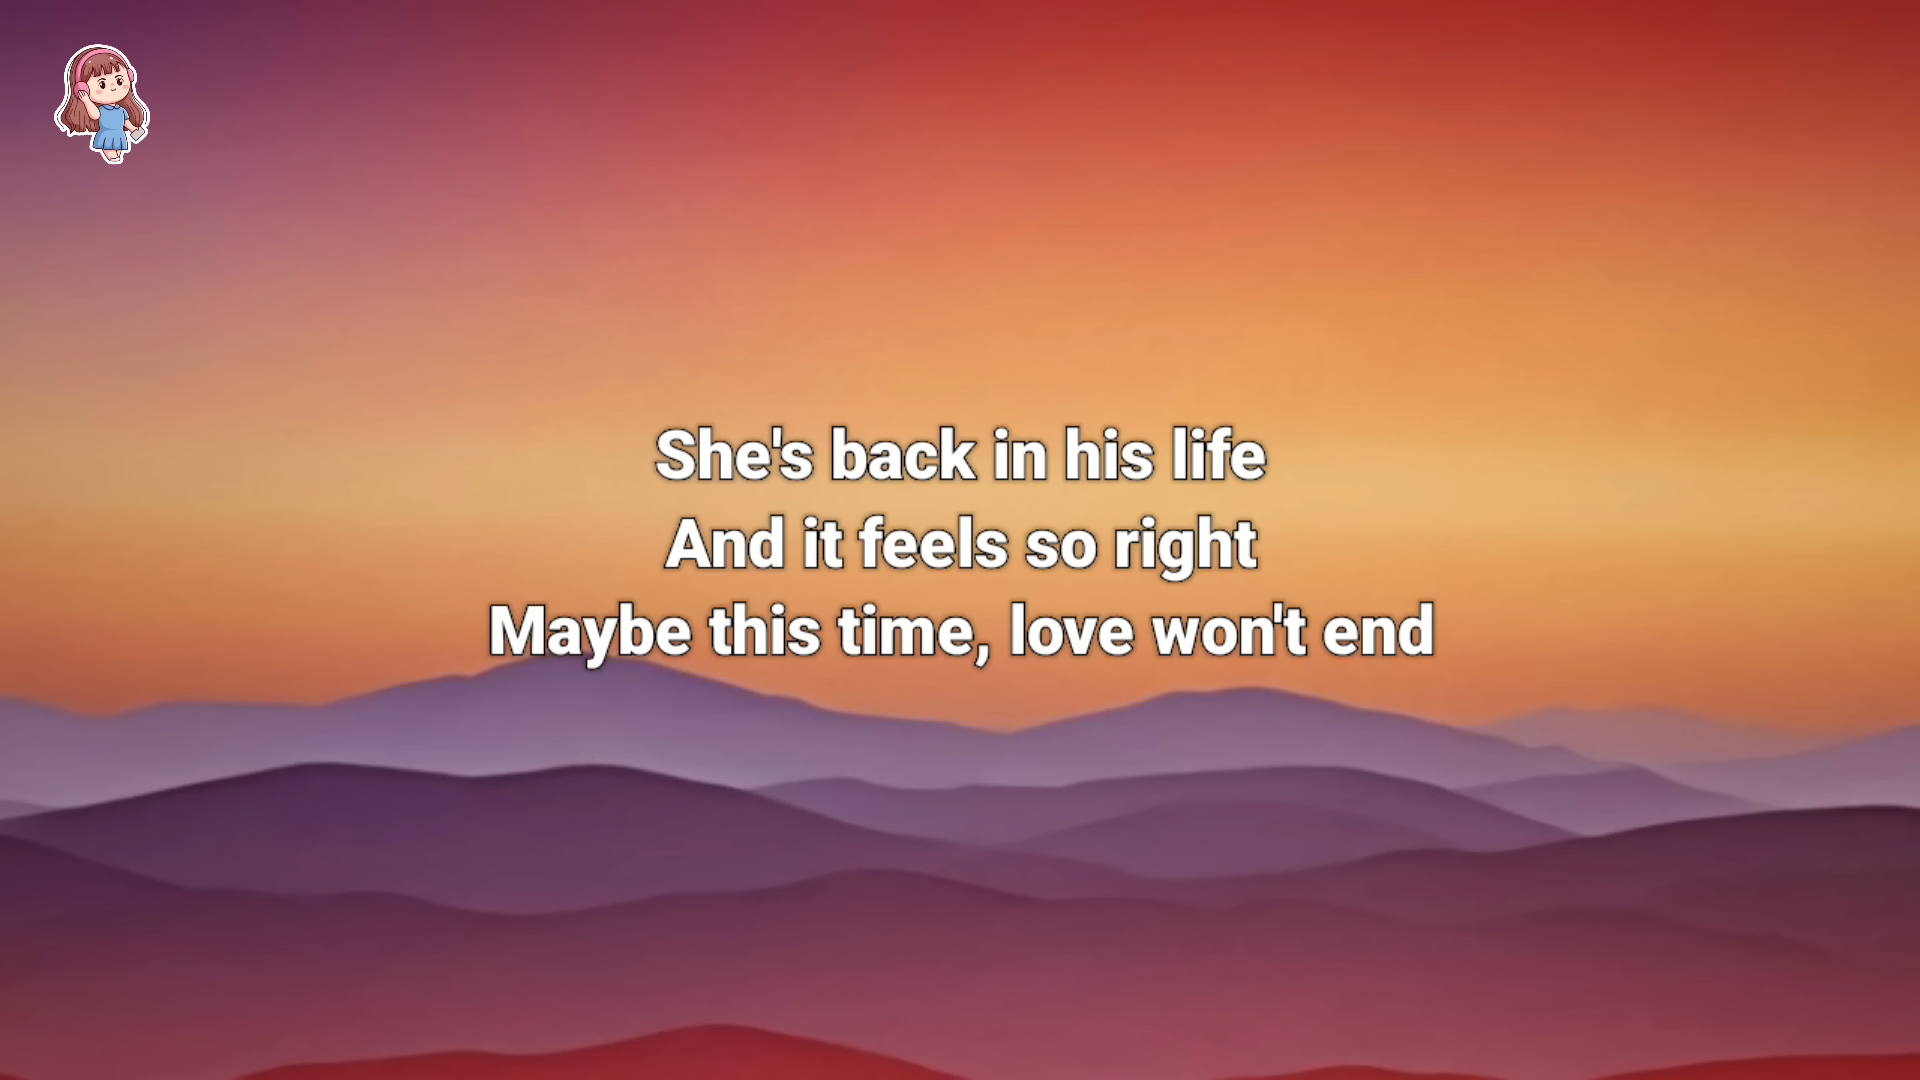 She's back in his life
And it feels so right
Maybe this time, love won't end